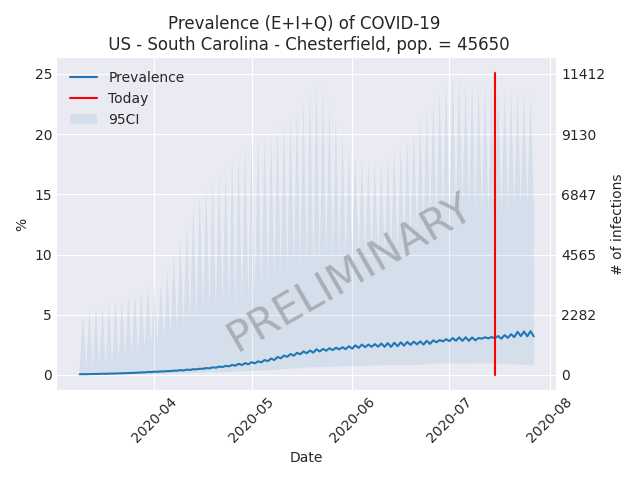 Prevalence (E+I+Q) of COVID-19
US - South Carolina - Chesterfield, pop. = 45650
Prevalence
Today
95CI
25
20
15
10
5
0
%
11412
9130
6847
4565
2282
0
# of infections
PRELIMINARY
2020-04
2020-05
2020-06
2020-07
2020-08
Date